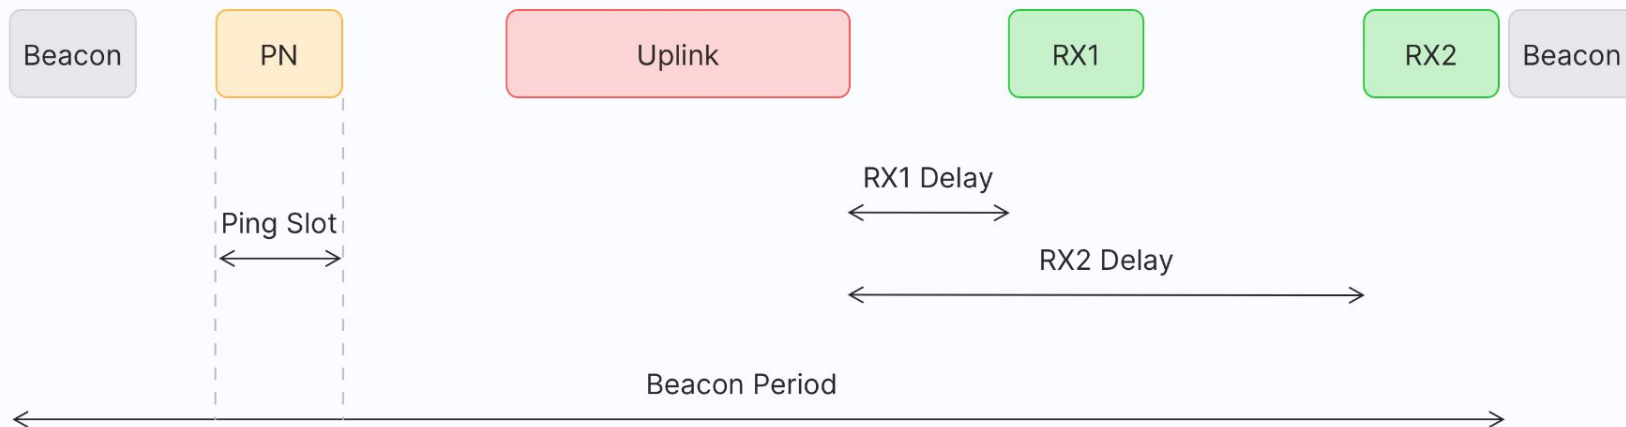 Beacon
PN
Uplink
RX1
RX2
Beacon
RX1 Delay
Ping Slot
RX2 Delay
Beacon Period